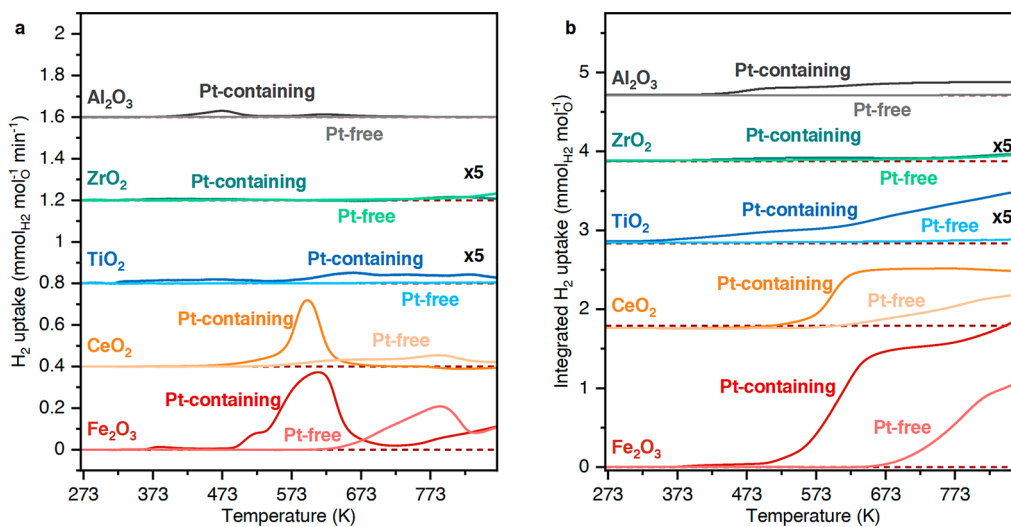 a
H₂ uptake (mmol_H2 mol_O⁻¹ min⁻¹)
2
1.8
1.6
1.4
1.2
1
0.8
0.6
0.4
0.2
0
Al₂O₃
Pt-containing
Pt-free
ZrO₂
Pt-containing
x5
Pt-free
TiO₂
Pt-containing
x5
Pt-free
CeO₂
Pt-containing
Pt-free
Fe₂O₃
Pt-containing
Pt-free
273 373 473 573 673 773
Temperature (K)
b
Integrated H₂ uptake (mmol_H2 mol_O⁻¹)
5
4
3
2
1
0
Al₂O₃
Pt-containing
Pt-free
ZrO₂
Pt-containing
x5
Pt-free
TiO₂
Pt-containing
Pt-free
x5
CeO₂
Pt-containing
Pt-free
Fe₂O₃
Pt-containing
Pt-free
273 373 473 573 673 773
Temperature (K)